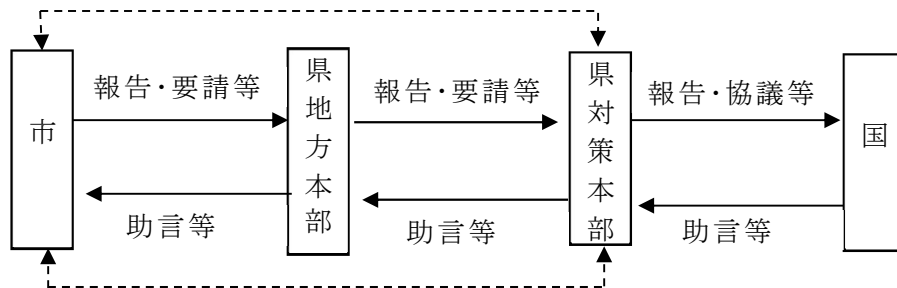 市
報告・要請等
助言等
県地方本部
報告・要請等
助言等
県対策本部
報告・協議等
助言等
国